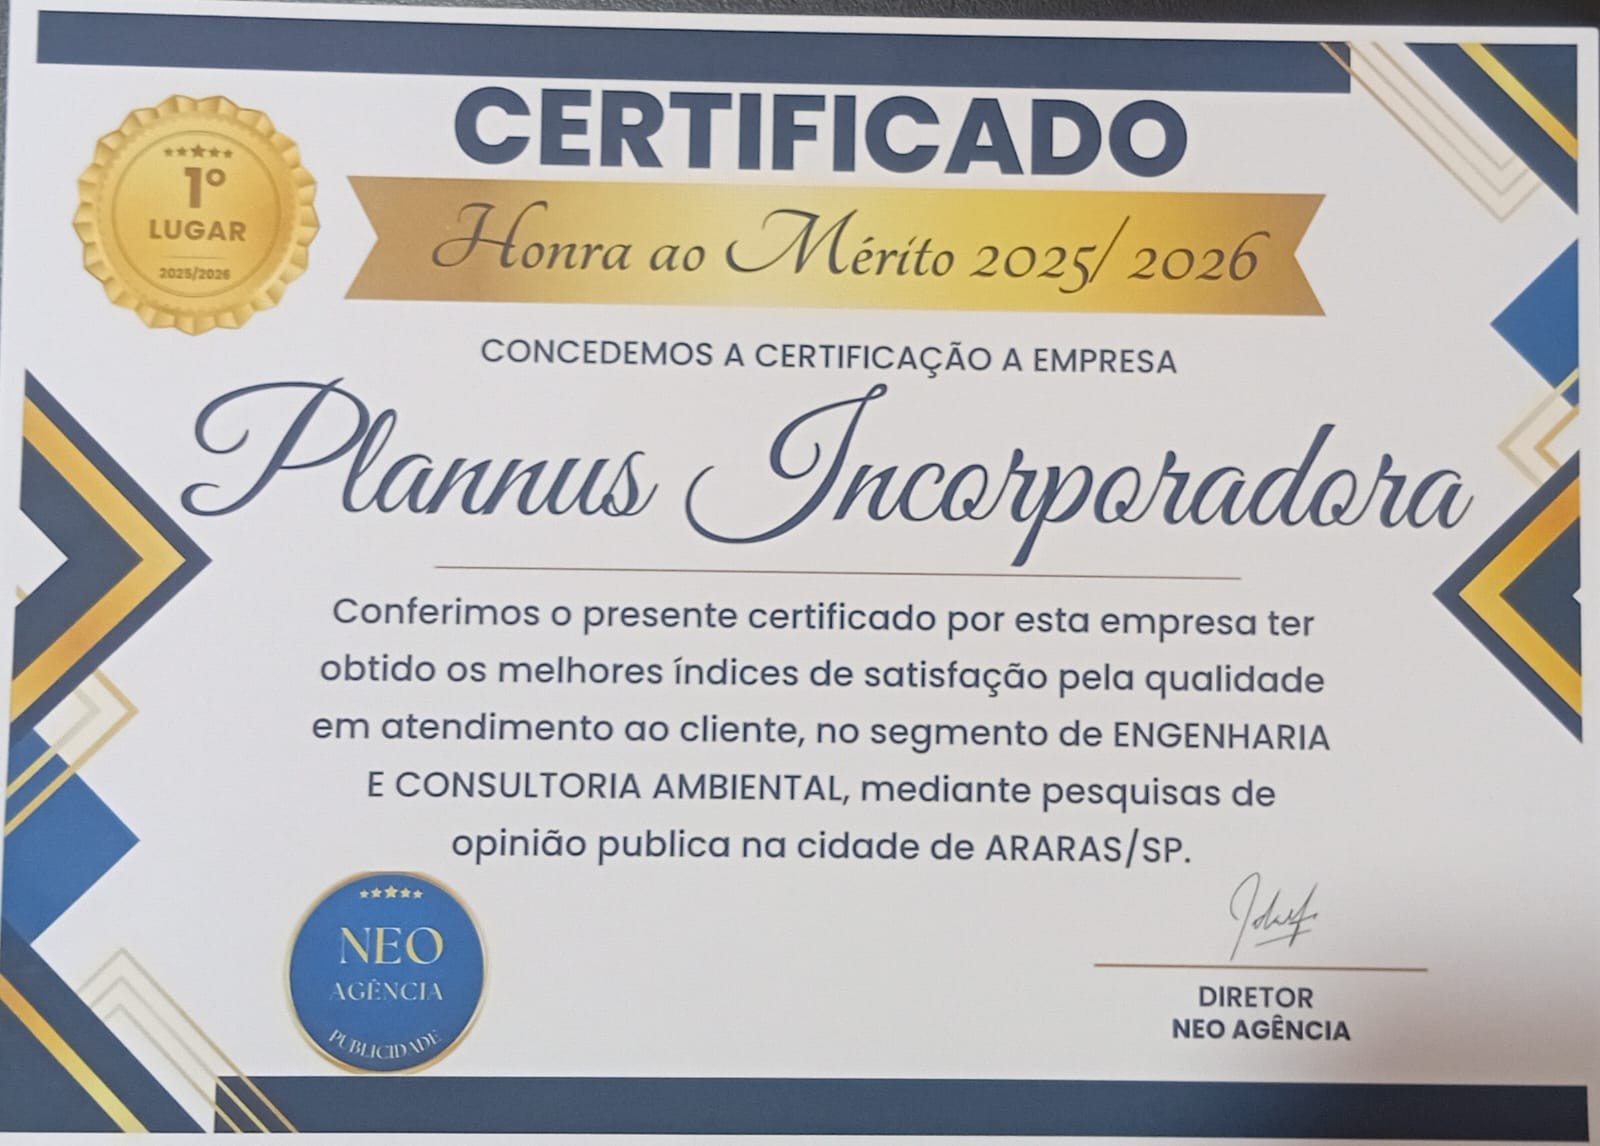 CERTIFICADO
1º
LUGAR
2025/2026
Honra ao Mérito 2025/ 2026
CONCEDEMOS A CERTIFICAÇÃO A EMPRESA
Plannus Incorporadora
Conferimos o presente certificado por esta empresa ter
obtido os melhores índices de satisfação pela qualidade
em atendimento ao cliente, no segmento de ENGENHARIA
E CONSULTORIA AMBIENTAL, mediante pesquisas de
opinião publica na cidade de ARARAS/SP.
NEO
AGÊNCIA
PUBLICIDADE
DIRETOR
NEO AGÊNCIA